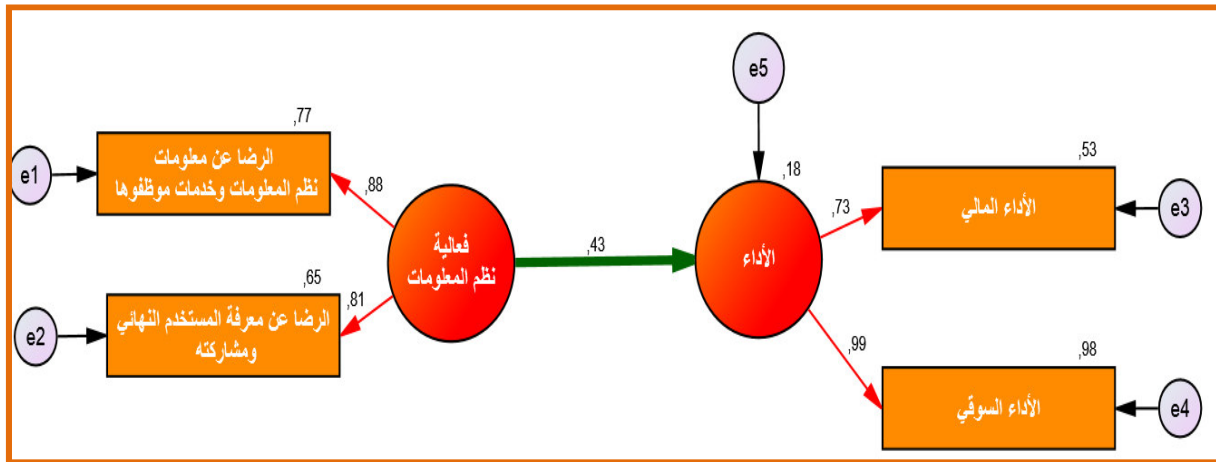 e5
,77
,18
,53
e1
الرضا عن معلومات
نظم المعلومات وخدمات موظفوها
,88
,73
الأداء المالي
e3
فعالية
نظم المعلومات
,43
الأداء
,65
,81
e2
الرضا عن معرفة المستخدم النهائي
ومشاركته
,99
,98
الأداء السوقي
e4